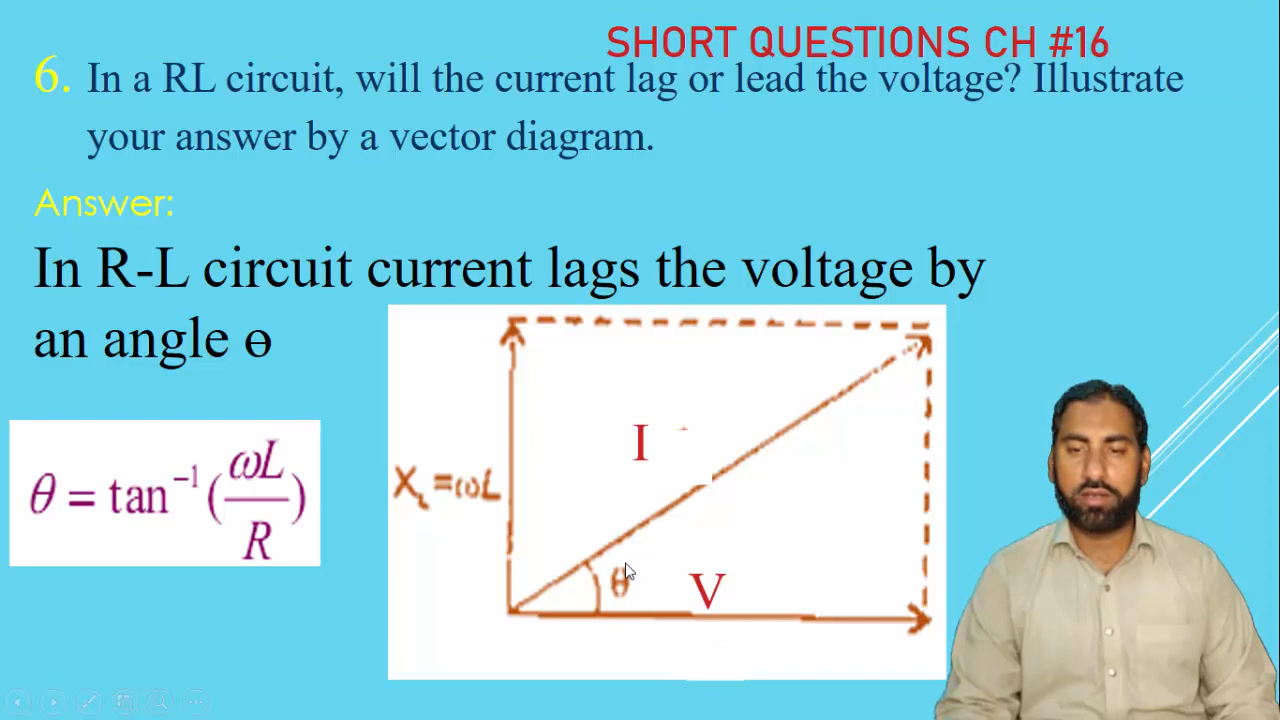 SHORT QUESTIONS CH #16
6. In a RL circuit, will the current lag or lead the voltage? Illustrate
your answer by a vector diagram.
Answer:
In R-L circuit current lags the voltage by
an angle ɵ
θ = tan⁻¹(ωL/R)
I
X_L = ωL
θ
V